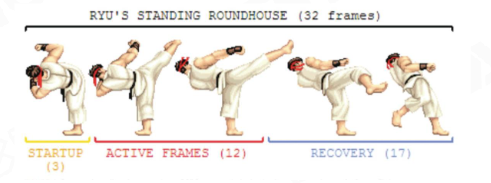 RYU'S STANDING ROUNDHOUSE (32 frames)
STARTUP
(3)
ACTIVE FRAMES (12)
RECOVERY (17)